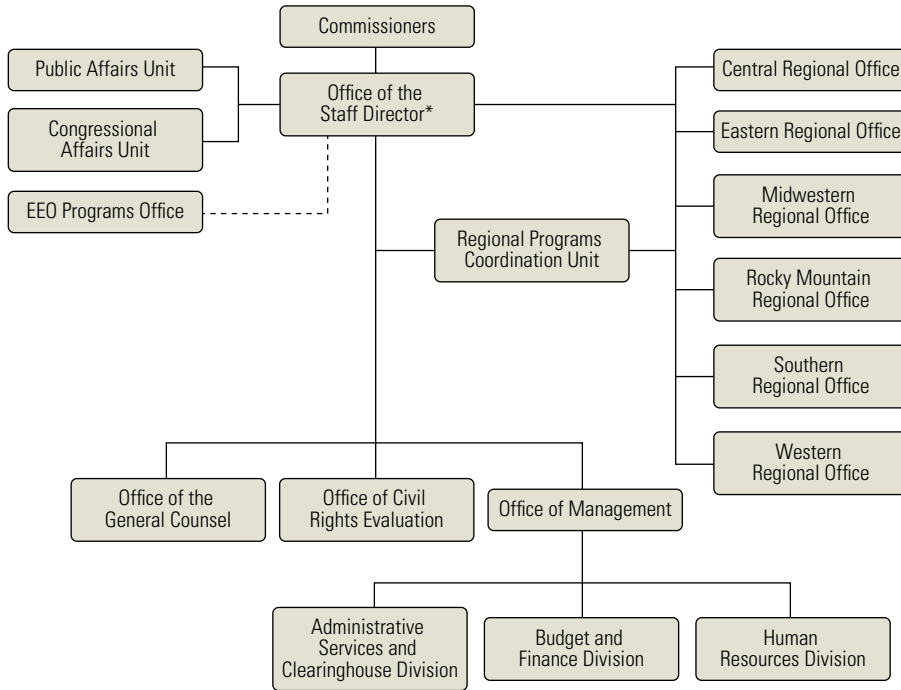 Commissioners
Public Affairs Unit
Office of the
Staff Director*
Central Regional Office
Congressional
Affairs Unit
Eastern Regional Office
EEO Programs Office
Midwestern
Regional Office
Regional Programs
Coordination Unit
Rocky Mountain
Regional Office
Southern
Regional Office
Western
Regional Office
Office of the
General Counsel
Office of Civil
Rights Evaluation
Office of Management
Administrative
Services and
Clearinghouse Division
Budget and
Finance Division
Human
Resources Division